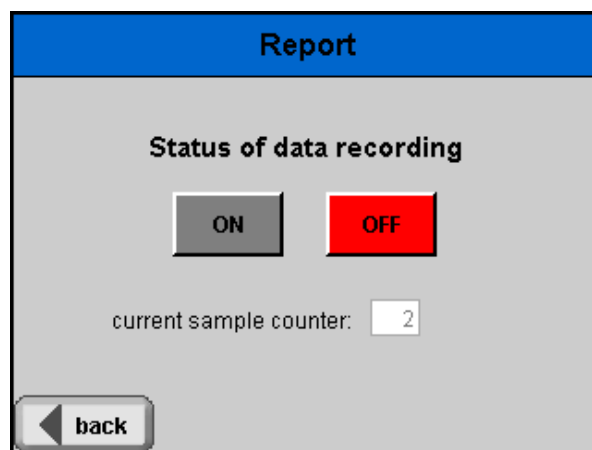 Report
Status of data recording
ON OFF
current sample counter: 2
back